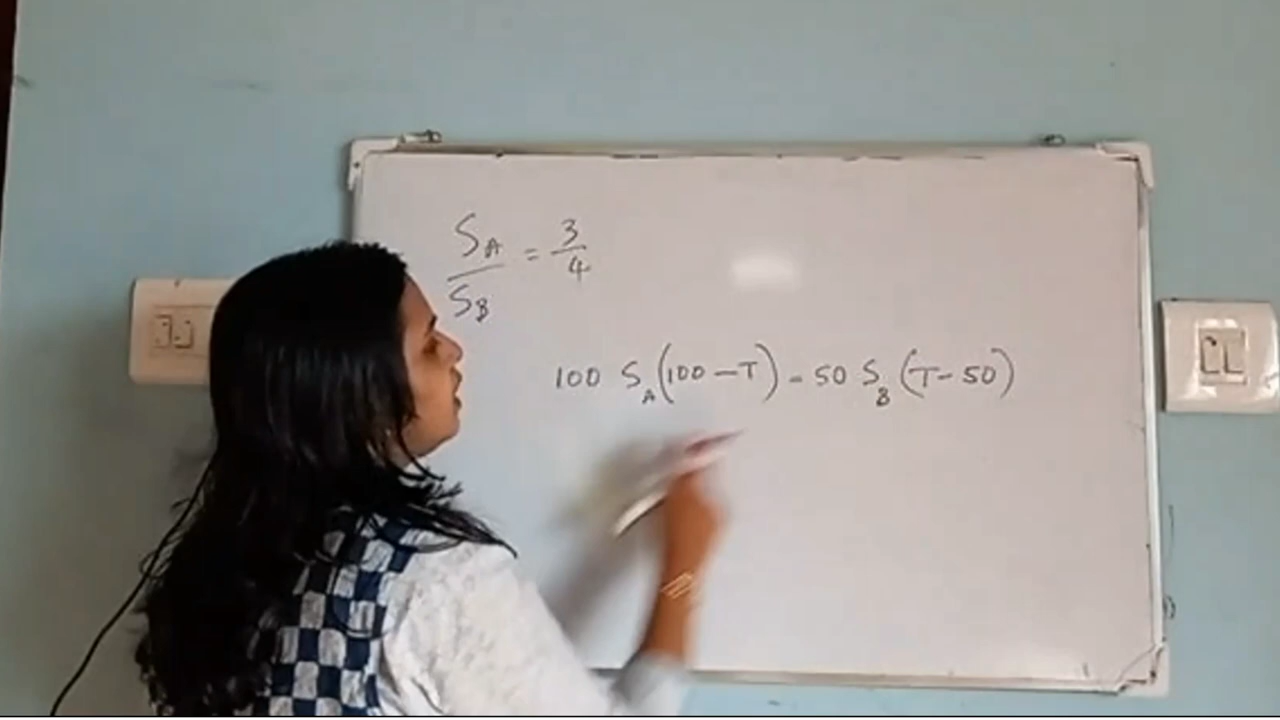 S_A / S_B = 3/4
100 S_A (100 - T) = 50 S_B (T - 50)